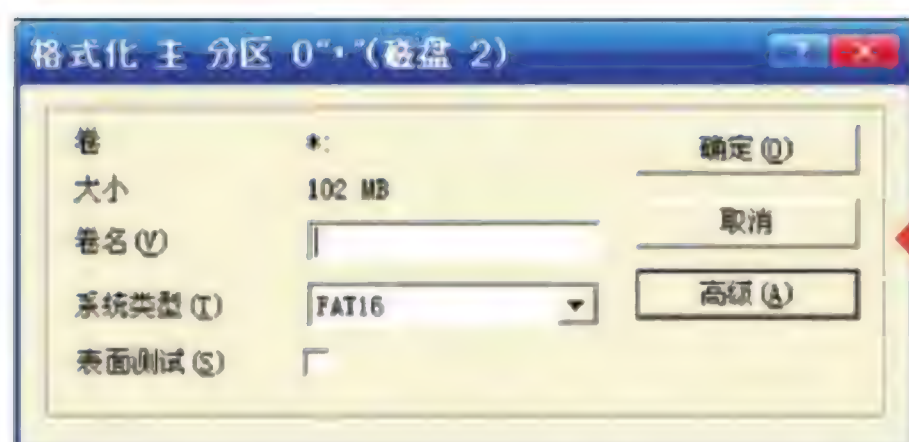 格式化 主 分区 0"*"(磁盘 2)
卷 *:
大小 102 MB
卷名(V)
系统类型(T) FAT16
表面测试(S)
确定(O)
取消
高级(A)